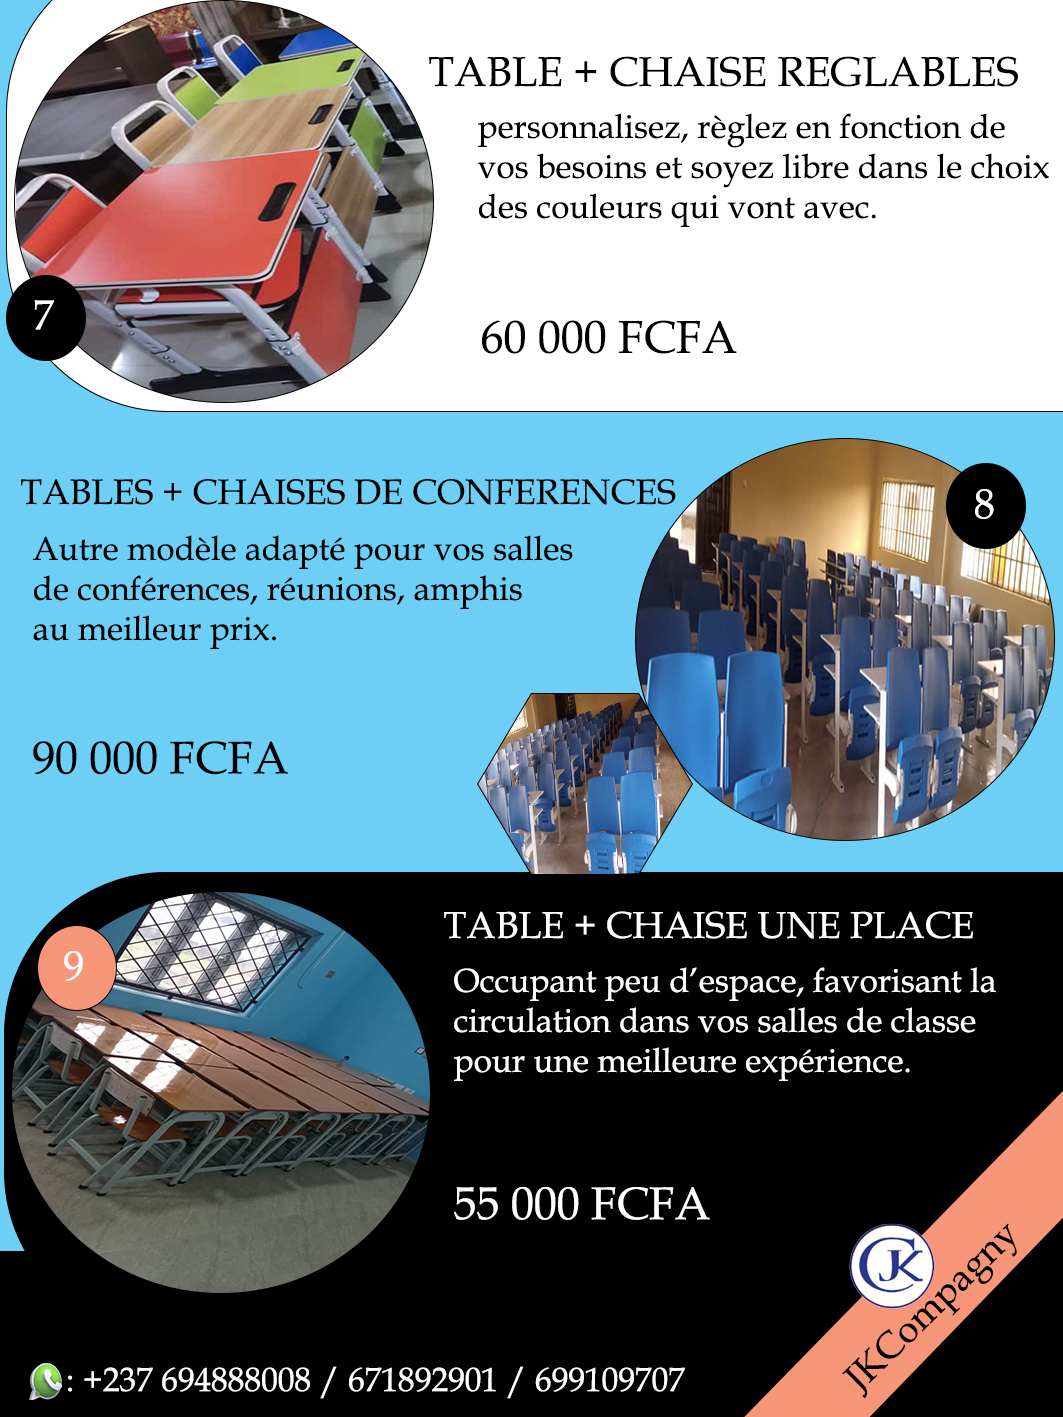 TABLE + CHAISE REGLABLES
personnalisez, règlez en fonction de
vos besoins et soyez libre dans le choix
des couleurs qui vont avec.
7
60 000 FCFA
TABLES + CHAISES DE CONFERENCES
8
Autre modèle adapté pour vos salles
de conférences, réunions, amphis
au meilleur prix.
90 000 FCFA
TABLE + CHAISE UNE PLACE
9
Occupant peu d’espace, favorisant la
circulation dans vos salles de classe
pour une meilleure expérience.
55 000 FCFA
CJK
JKCompagny
: +237 694888008 / 671892901 / 699109707